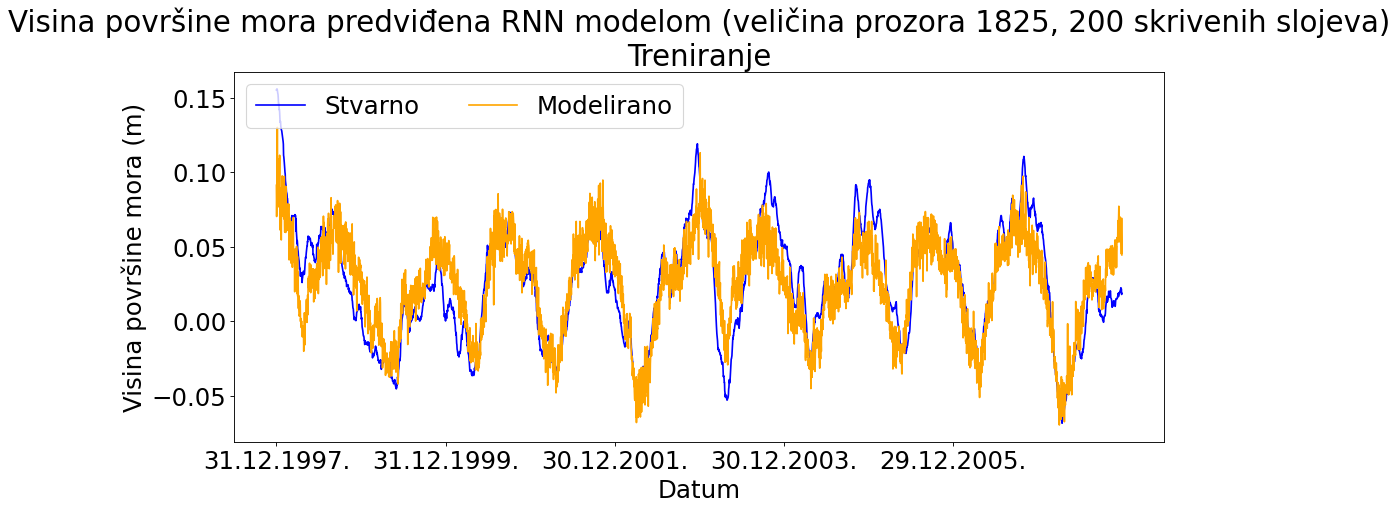 Visina površine mora predviđena RNN modelom (veličina prozora 1825, 200 skrivenih slojeva)
Treniranje
Stvarno
Modelirano
Visina površine mora (m)
0.15
0.10
0.05
0.00
−0.05
31.12.1997.
31.12.1999.
30.12.2001.
30.12.2003.
29.12.2005.
Datum